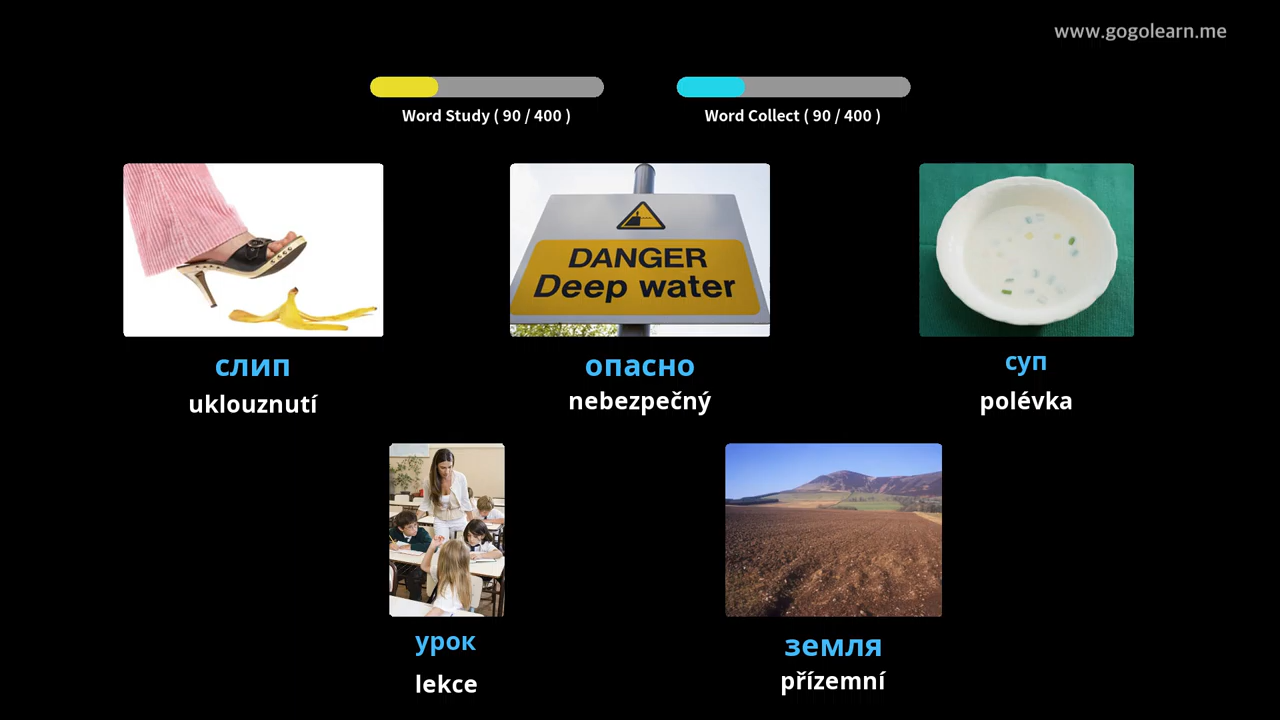 www.gogolearn.me
Word Study ( 90 / 400 )
Word Collect ( 90 / 400 )
DANGER
Deep water
слип
uklouznutí
опасно
nebezpečný
суп
polévka
урок
lekce
земля
přízemní